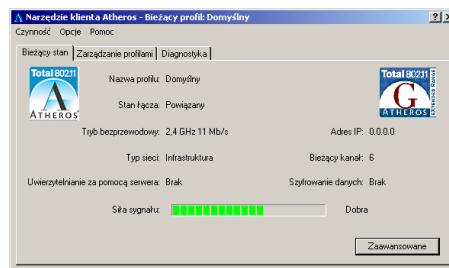 Narzędzie klienta Atheros - Bieżący profil: Domyślny
Czynność Opcje Pomoc
Bieżący stan Zarządzanie profilami Diagnostyka
Total 802.11
A
ATHEROS
Total 802.11
G
ATHEROS
Nazwa profilu: Domyślny
Stan łącza: Powiązany
Tryb bezprzewodowy: 2,4 GHz 11 Mb/s Adres IP: 0.0.0.0
Typ sieci: Infrastruktura Bieżący kanał: 6
Uwierzytelnianie za pomocą serwera: Brak Szyfrowanie danych: Brak
Siła sygnału: Dobra
Zaawansowane